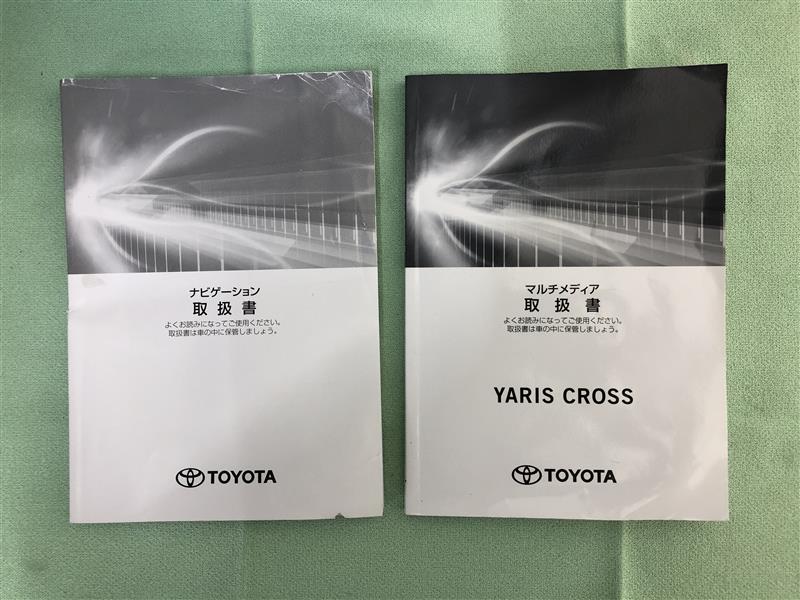 ナビゲーション
取扱書
よくお読みになってご使用ください。
取扱書は車の中に保管しましょう。
TOYOTA
マルチメディア
取扱書
よくお読みになってご使用ください。
取扱書は車の中に保管しましょう。
YARIS CROSS
TOYOTA